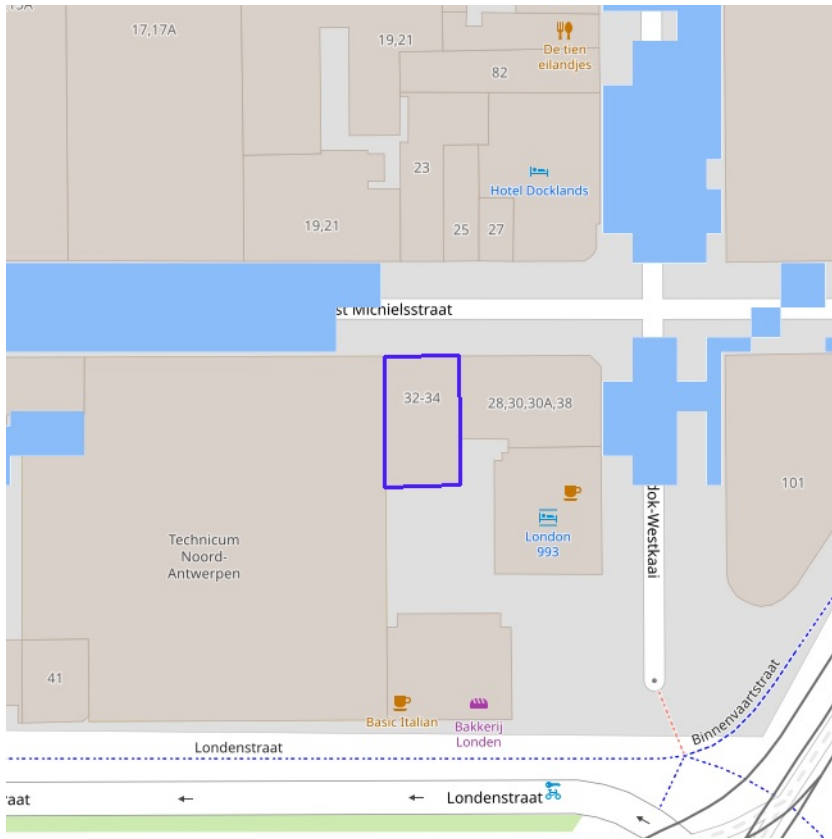 17,17A
19,21
De tien
eilandjes
82
23
Hotel Docklands
19,21
25
27
st Michielsstraat
32-34
28,30,30A,38
101
dok-Westkaai
London
993
Technicum
Noord-
Antwerpen
41
Basic Italian
Bakkerij
Londen
Binnenvaartstraat
Londenstraat
raat
Londenstraat